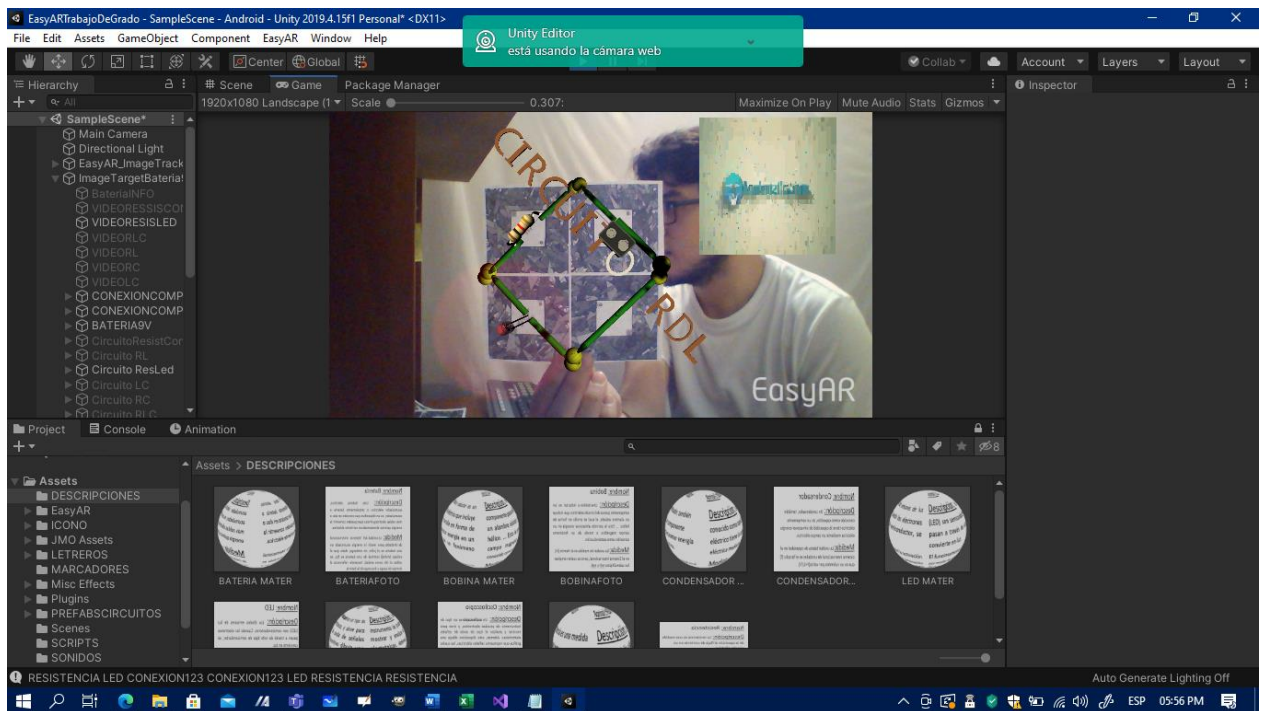 EasyARTrabajoDeGrado - SampleScene - Android - Unity 2019.4.15f1 Personal* <DX11>
Unity Editor
está usando la cámara web
File Edit Assets GameObject Component EasyAR Window Help
Center Global
Collab Account Layers Layout
Hierarchy
# Scene Game Package Manager
Inspector
All
1920x1080 Landscape (1 Scale 0.307:
Maximize On Play Mute Audio Stats Gizmos
SampleScene*
Main Camera
Directional Light
EasyAR_ImageTrack
ImageTargetBateria
BateriaINFO
VIDEORESSISCO
VIDEORESISLED
VIDEORLC
VIDEORL
VIDEORC
VIDEOLC
CONEXIONCOMP
CONEXIONCOMP
BATERIA9V
CircuitoResistCor
Circuito RL
Circuito ResLed
Circuito LC
Circuito RC
Circuito RLC
CIRCUITO RDL
EasyAR
Project Console Animation
8
Assets
DESCRIPCIONES
EasyAR
ICONO
JMO Assets
LETREROS
MARCADORES
Misc Effects
Plugins
PREFABSCIRCUITOS
Scenes
SCRIPTS
SONIDOS
Assets > DESCRIPCIONES
BATERIA MATER BATERIAFOTO BOBINA MATER BOBINAFOTO CONDENSADOR ... CONDENSADOR... LED MATER
RESISTENCIA LED CONEXION123 CONEXION123 LED RESISTENCIA RESISTENCIA
Auto Generate Lighting Off
ESP 05:56 PM